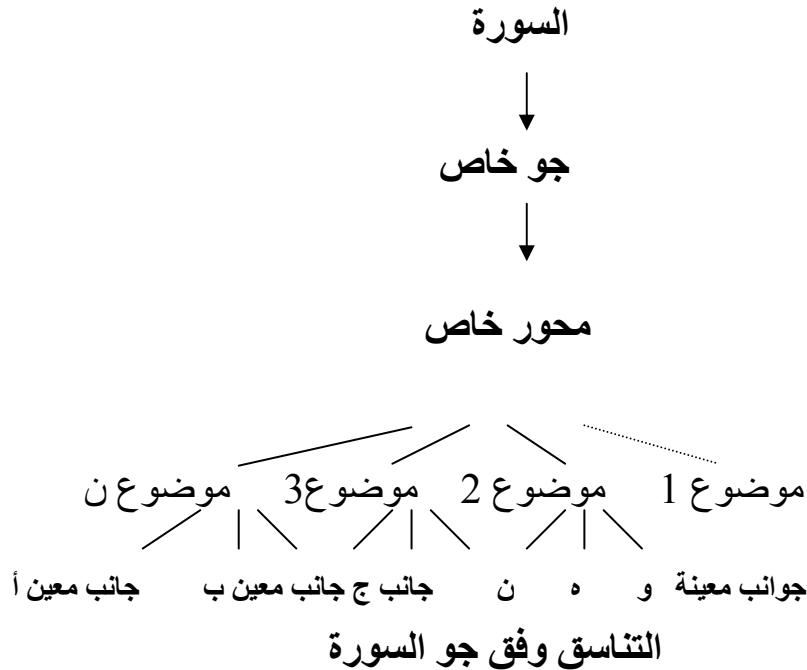 السورة
جو خاص
محور خاص
موضوع 1 موضوع 2 موضوع3 موضوع ن
جوانب معينة و ه ن جانب ج جانب معين ب جانب معين أ
التناسق وفق جو السورة